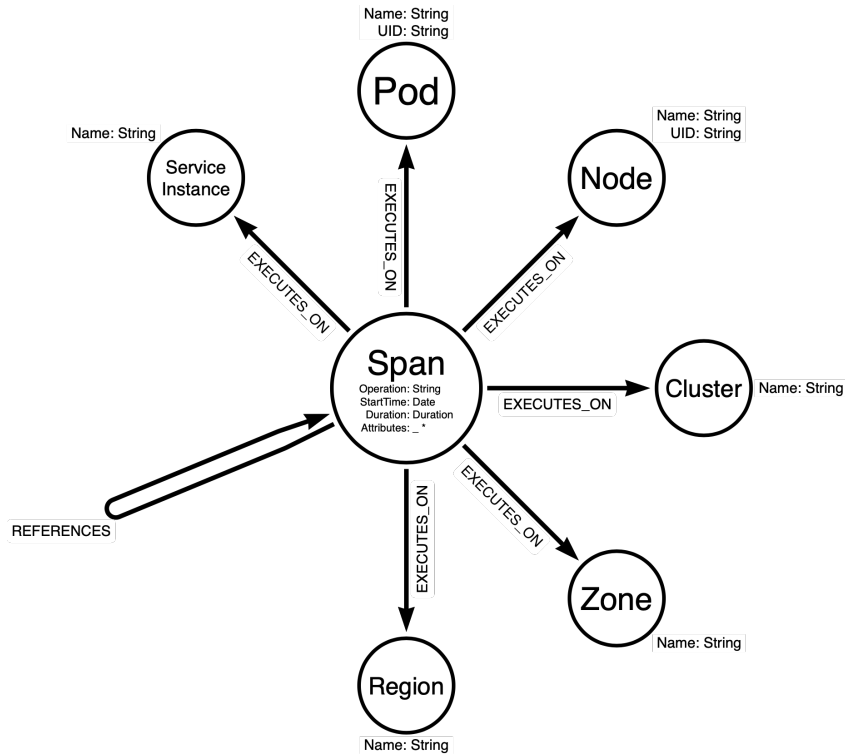 Name: String
UID: String
Pod
Name: String
Service
Instance
Name: String
UID: String
Node
EXECUTES_ON
EXECUTES_ON
EXECUTES_ON
Span
Operation: String
StartTime: Date
Duration: Duration
Attributes: _ *
EXECUTES_ON
Cluster
Name: String
REFERENCES
EXECUTES_ON
EXECUTES_ON
Zone
Name: String
Region
Name: String